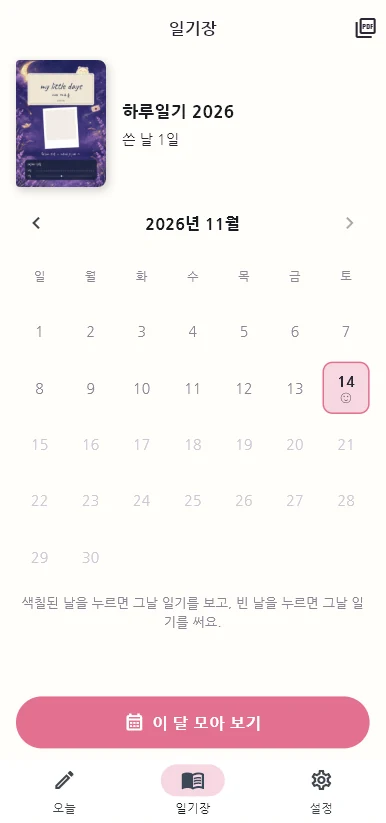 일기장
PDF
my little days
하루일기 2026
쓴 날 1일
2026년 11월
일 월 화 수 목 금 토
1 2 3 4 5 6 7
8 9 10 11 12 13 14
15 16 17 18 19 20 21
22 23 24 25 26 27 28
29 30
색칠된 날을 누르면 그날 일기를 보고, 빈 날을 누르면 그날 일
기를 써요.
이 달 모아 보기
오늘 일기장 설정